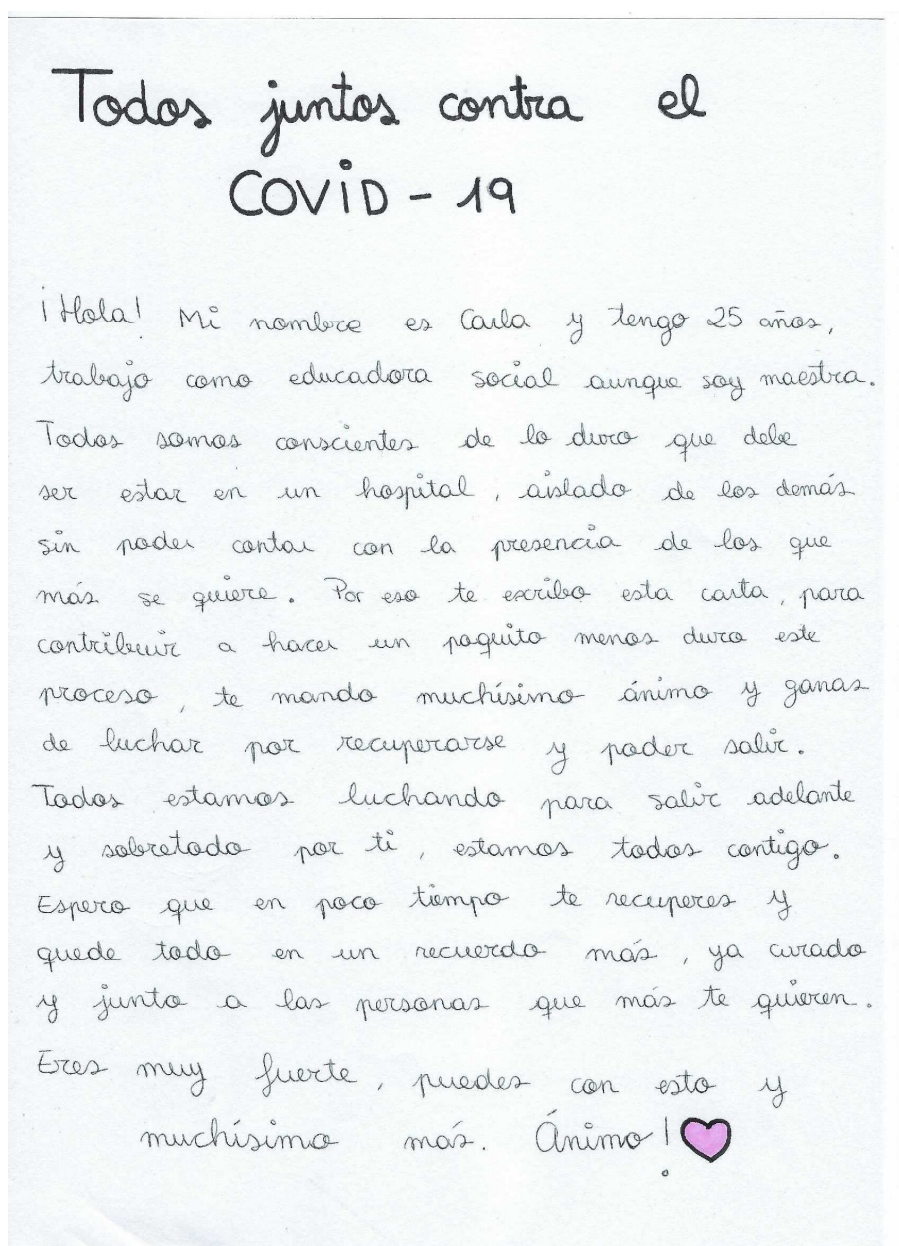 Todos juntos contra el
COVID - 19
¡Hola! Mi nombre es Carla y tengo 25 años,
trabajo como educadora social aunque soy maestra.
Todos somos conscientes de lo duro que debe
ser estar en un hospital, aislado de los demás
sin poder contar con la presencia de los que
más se quiere. Por eso te escribo esta carta, para
contribuir a hacer un poquito menos duro este
proceso, te mando muchísimo ánimo y ganas
de luchar por recuperarse y poder salir.
Todos estamos luchando para salir adelante
y sobretodo por ti, estamos todos contigo.
Espero que en poco tiempo te recuperes y
quede todo en un recuerdo más, ya curado
y junto a las personas que más te quieren.
Eres muy fuerte, puedes con esto y
muchísimo más. Ánimo!